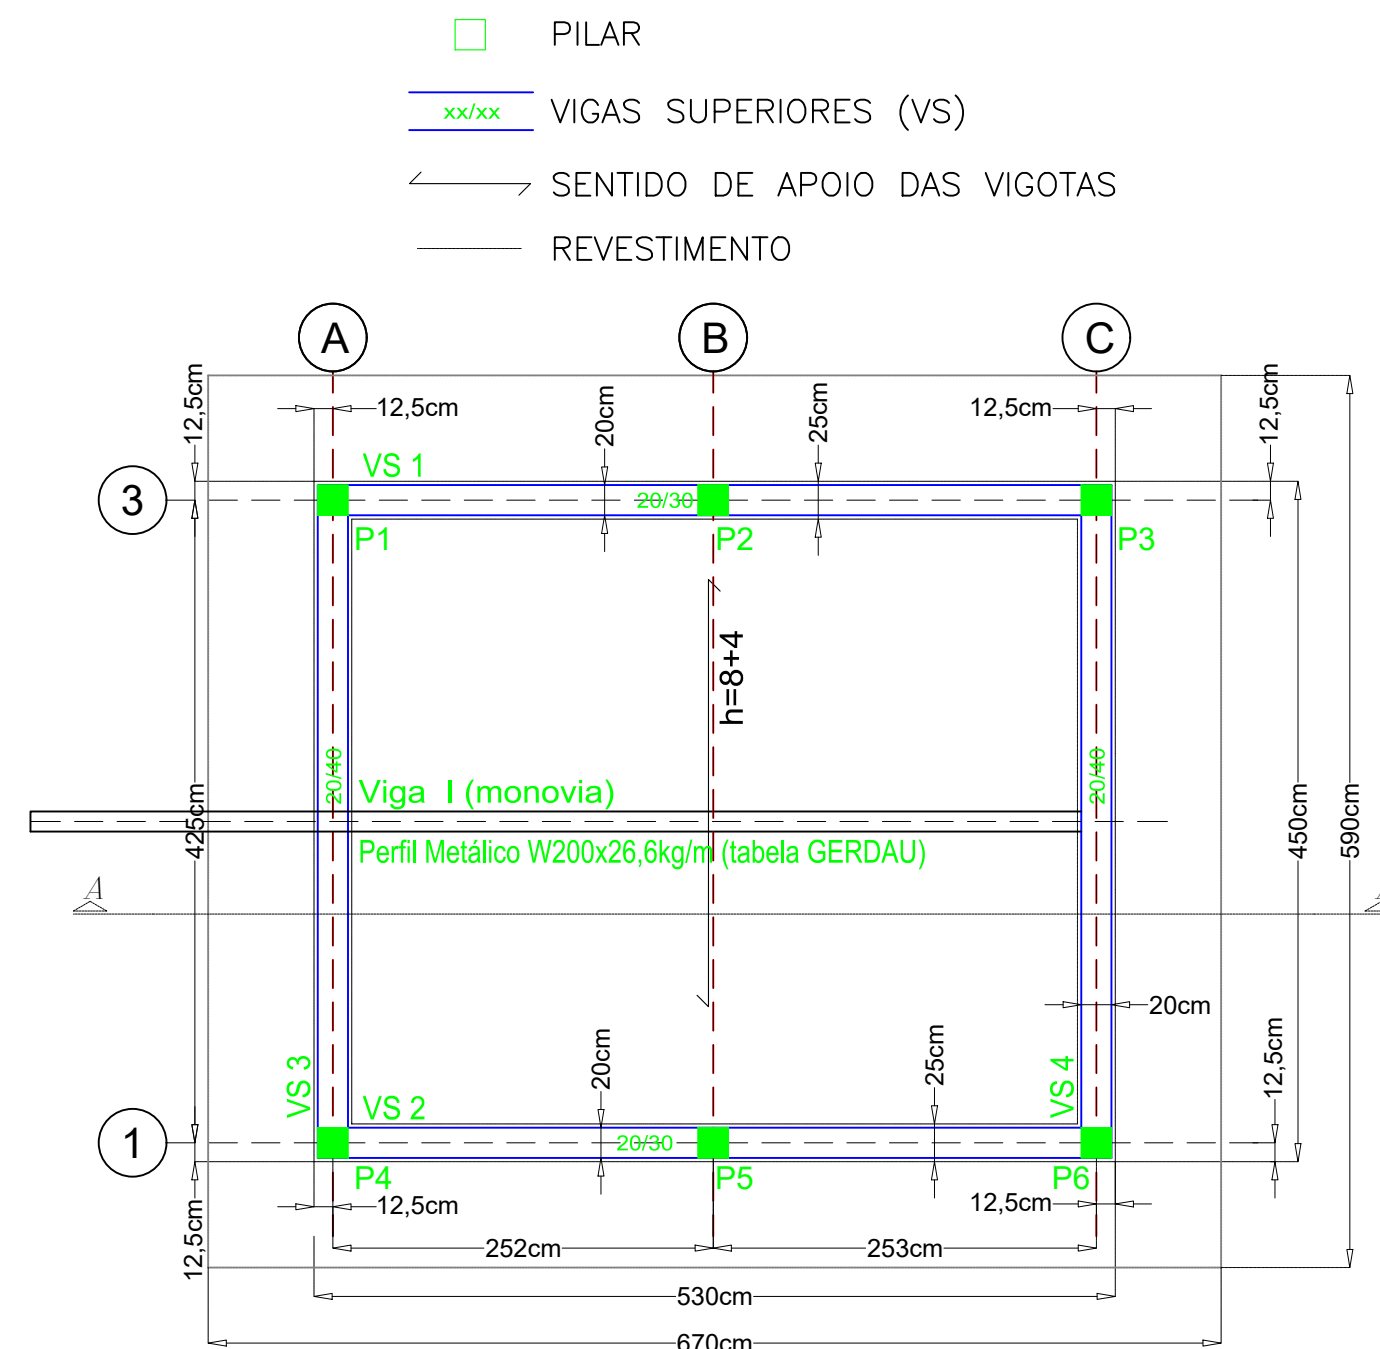 PILAR
xx/xx VIGAS SUPERIORES (VS)
SENTIDO DE APOIO DAS VIGOTAS
REVESTIMENTO
A B C
12,5cm
12,5cm
20cm
25cm
12,5cm
12,5cm
VS 1
3
20/30
P1
P2
P3
h=8+4
20/40
20/40
Viga I (monovia)
425cm
450cm
590cm
Perfil Metálico W200x26,6kg/m (tabela GERDAU)
A
20cm
VS 3
VS 2
20cm
25cm
VS 4
12,5cm
1
20/30
P4
P5
P6
12,5cm
12,5cm
12,5cm
252cm
253cm
530cm
670cm